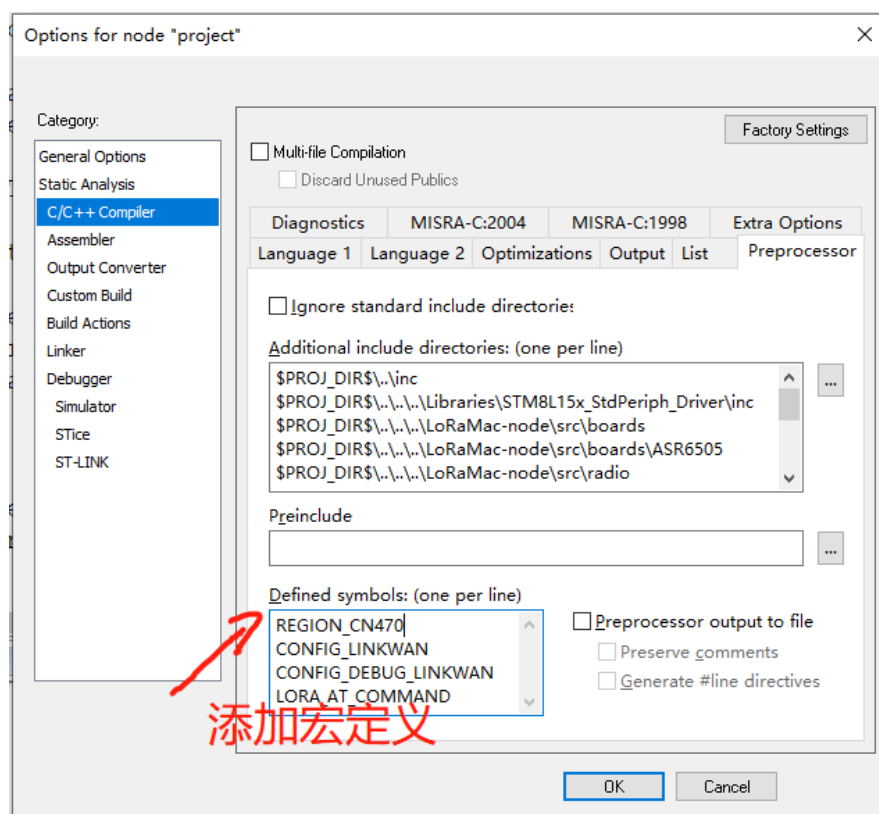 Options for node "project"
Category:
General Options
Static Analysis
C/C++ Compiler
Assembler
Output Converter
Custom Build
Build Actions
Linker
Debugger
Simulator
STice
ST-LINK
Factory Settings
Multi-file Compilation
Discard Unused Publics
Diagnostics MISRA-C:2004 MISRA-C:1998 Extra Options
Language 1 Language 2 Optimizations Output List Preprocessor
Ignore standard include directories
Additional include directories: (one per line)
$PROJ_DIR$\..\inc
$PROJ_DIR$\..\..\..\Libraries\STM8L15x_StdPeriph_Driver\inc
$PROJ_DIR$\..\..\..\LoRaMac-node\src\boards
$PROJ_DIR$\..\..\..\LoRaMac-node\src\boards\ASR6505
$PROJ_DIR$\..\..\..\LoRaMac-node\src\radio
...
Preinclude
...
Defined symbols: (one per line)
REGION_CN470
CONFIG_LINKWAN
CONFIG_DEBUG_LINKWAN
LORA_AT_COMMAND
Preprocessor output to file
Preserve comments
Generate #line directives
添加宏定义
OK Cancel